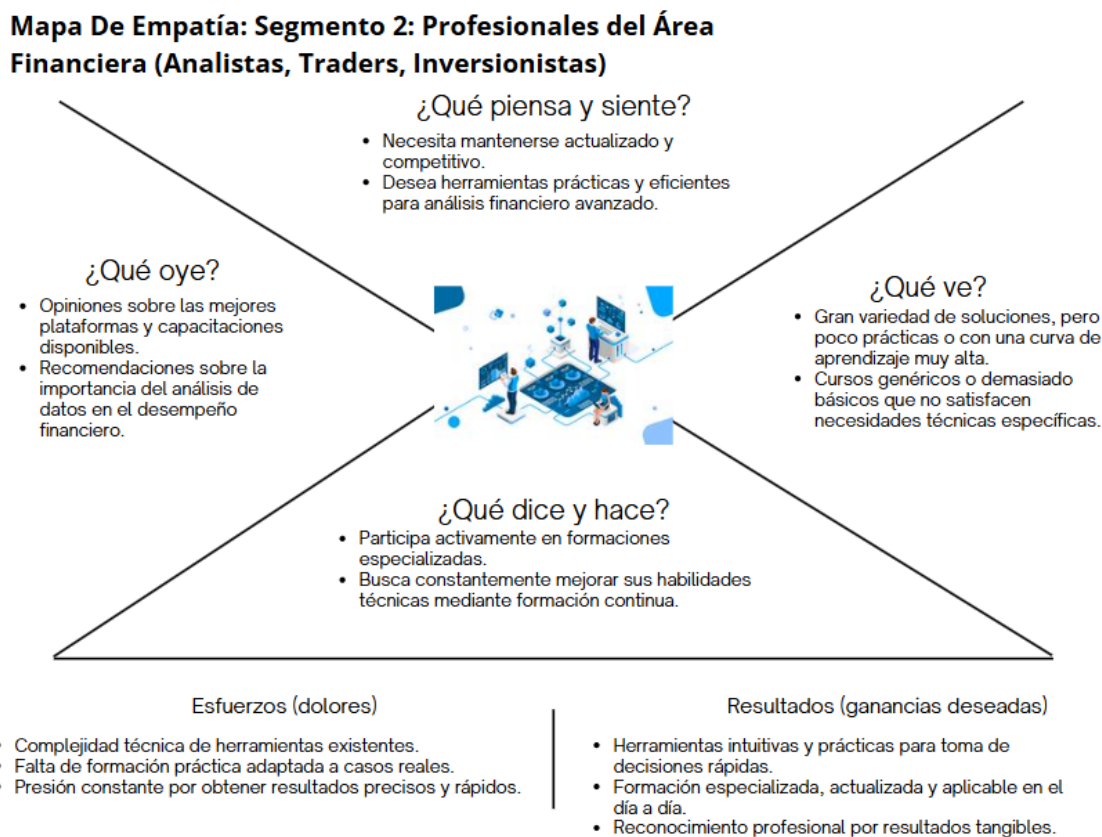 Mapa De Empatía: Segmento 2: Profesionales del Área
Financiera (Analistas, Traders, Inversionistas)
¿Qué piensa y siente?
• Necesita mantenerse actualizado y
competitivo.
• Desea herramientas prácticas y eficientes
para análisis financiero avanzado.
¿Qué oye?
• Opiniones sobre las mejores
plataformas y capacitaciones
disponibles.
• Recomendaciones sobre la
importancia del análisis de
datos en el desempeño
financiero.
¿Qué ve?
• Gran variedad de soluciones, pero
poco prácticas o con una curva de
aprendizaje muy alta.
• Cursos genéricos o demasiado
básicos que no satisfacen
necesidades técnicas específicas.
¿Qué dice y hace?
• Participa activamente en formaciones
especializadas.
• Busca constantemente mejorar sus habilidades
técnicas mediante formación continua.
Esfuerzos (dolores)
• Complejidad técnica de herramientas existentes.
• Falta de formación práctica adaptada a casos reales.
• Presión constante por obtener resultados precisos y rápidos.
Resultados (ganancias deseadas)
• Herramientas intuitivas y prácticas para toma de
decisiones rápidas.
• Formación especializada, actualizada y aplicable en el
día a día.
• Reconocimiento profesional por resultados tangibles.